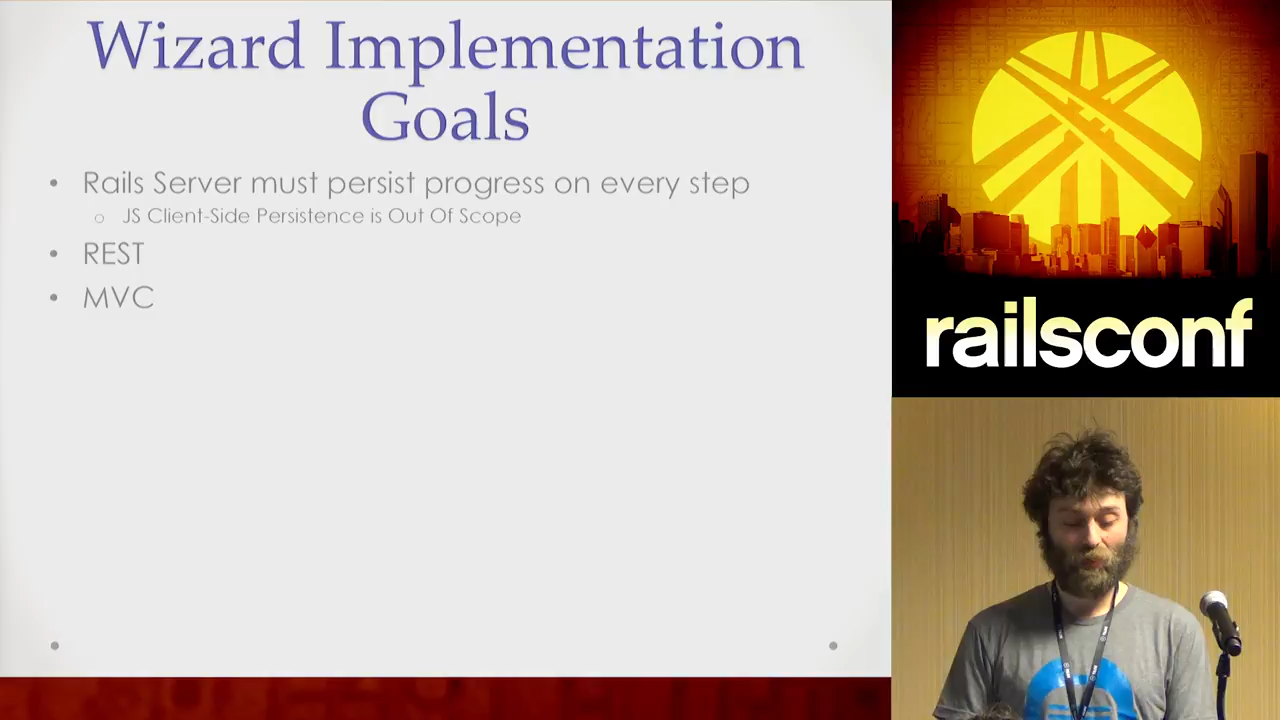 Wizard Implementation
Goals
• Rails Server must persist progress on every step
o JS Client-Side Persistence is Out Of Scope
• REST
• MVC
railsconf